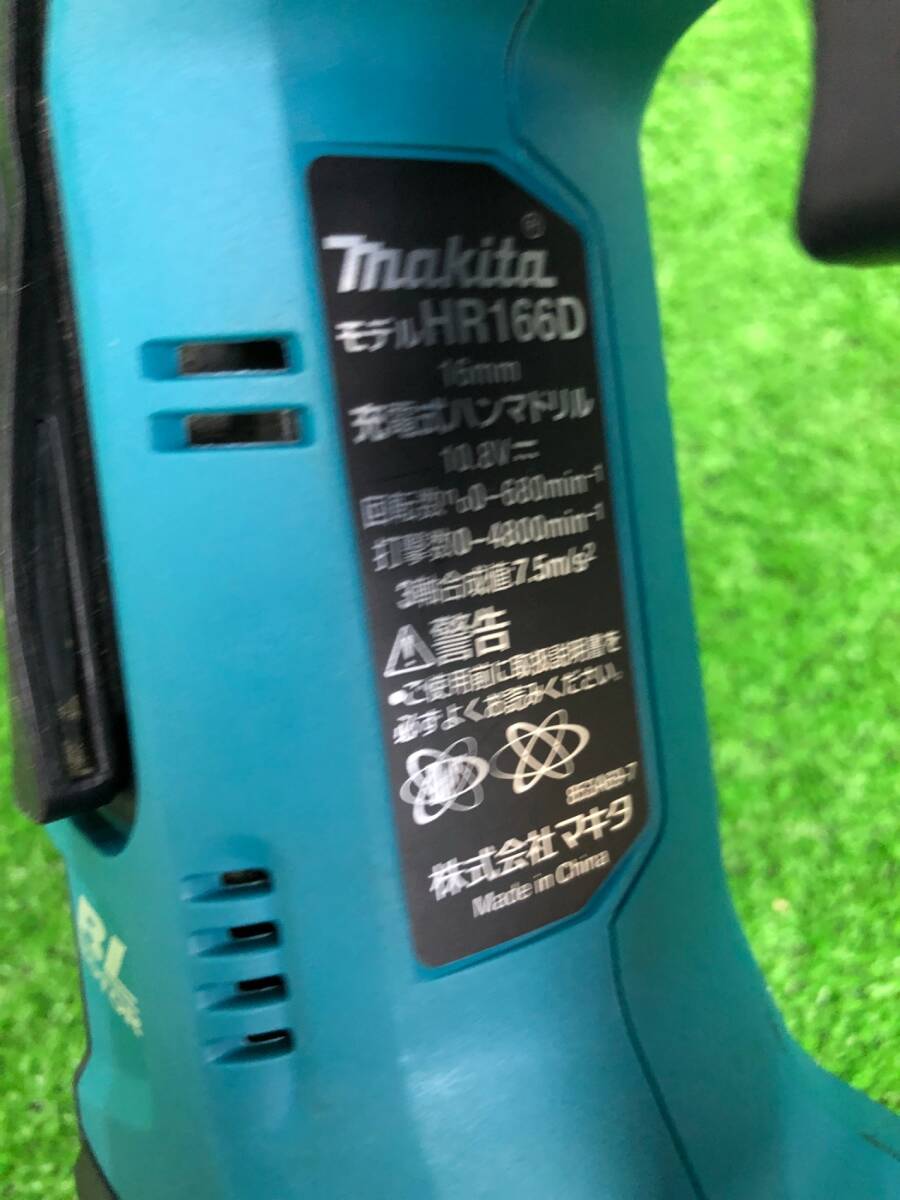 makita®
モデルHR166D
16mm
充電式ハンマドリル
10.8V⎓
回転数 n₀0-680min⁻¹
打撃数0-4800min⁻¹
3軸合成値7.5m/s²
⚠警告
●ご使用前に取扱説明書を
必ずよくお読みください。
株式会社マキタ
Made in China
BL